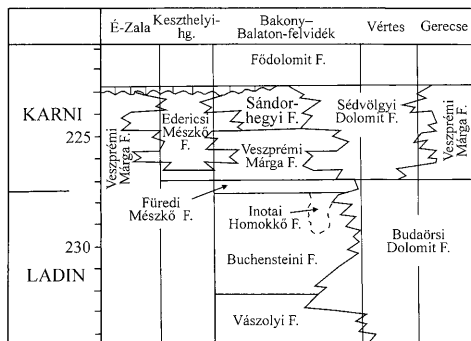 É-Zala
Keszthelyi-
hg.
Bakony–
Balaton-felvidék
Vértes
Gerecse
Fődolomit F.
KARNI
225
Veszprémi
Márga F.
Edericsi
Mészkő
F.
Sándor-
hegyi F.
Veszprémi
Márga F.
Sédvölgyi
Dolomit F.
Veszprémi
Márga F.
Füredi
Mészkő F.
Inotai
Homokkő F.
230
Buchensteini F.
Budaörsi
Dolomit F.
LADIN
Vászolyi F.